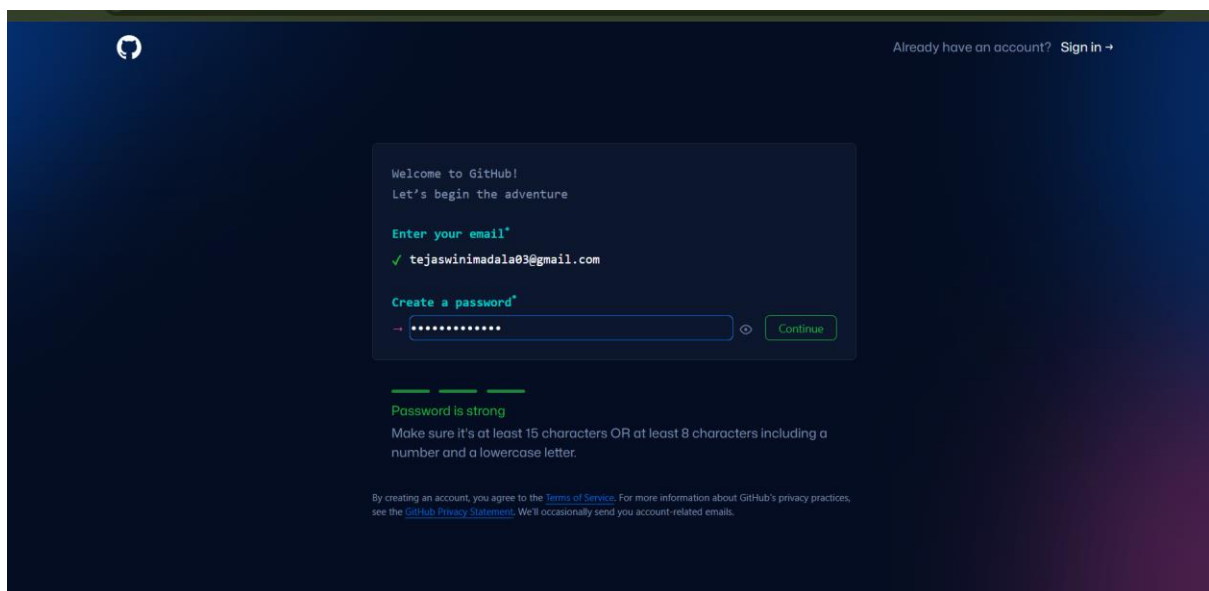 Already have an account? Sign in →
Welcome to GitHub!
Let's begin the adventure
Enter your email*
✓ tejaswinimadala03@gmail.com
Create a password*
→ •••••••••••••
Continue
Password is strong
Make sure it's at least 15 characters OR at least 8 characters including a
number and a lowercase letter.
By creating an account, you agree to the Terms of Service. For more information about GitHub's privacy practices,
see the GitHub Privacy Statement. We'll occasionally send you account-related emails.